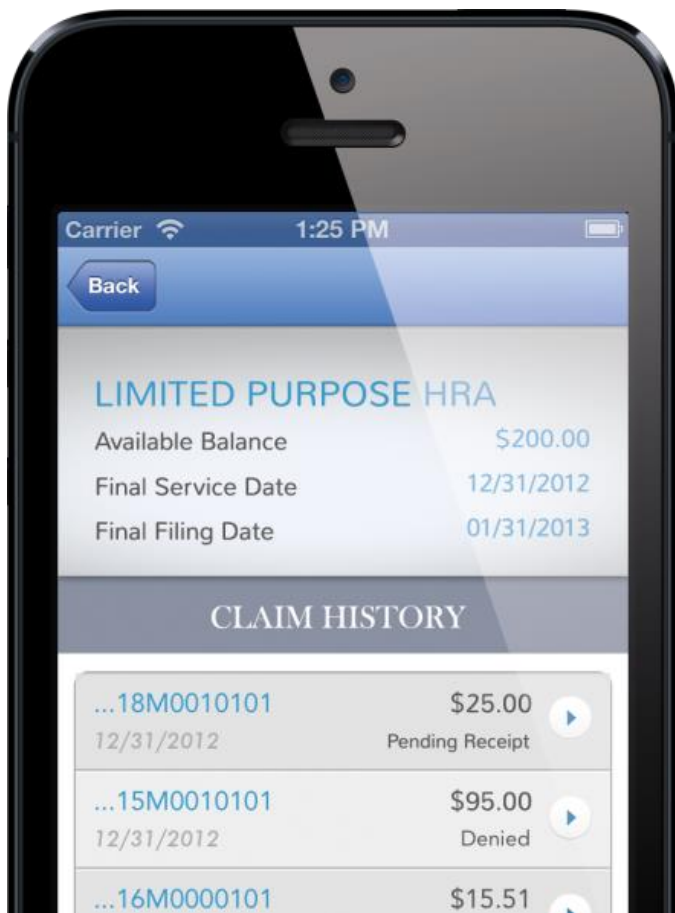 Carrier 1:25 PM
Back
LIMITED PURPOSE HRA
Available Balance $200.00
Final Service Date 12/31/2012
Final Filing Date 01/31/2013
CLAIM HISTORY
...18M0010101 $25.00
12/31/2012 Pending Receipt
...15M0010101 $95.00
12/31/2012 Denied
...16M0000101 $15.51